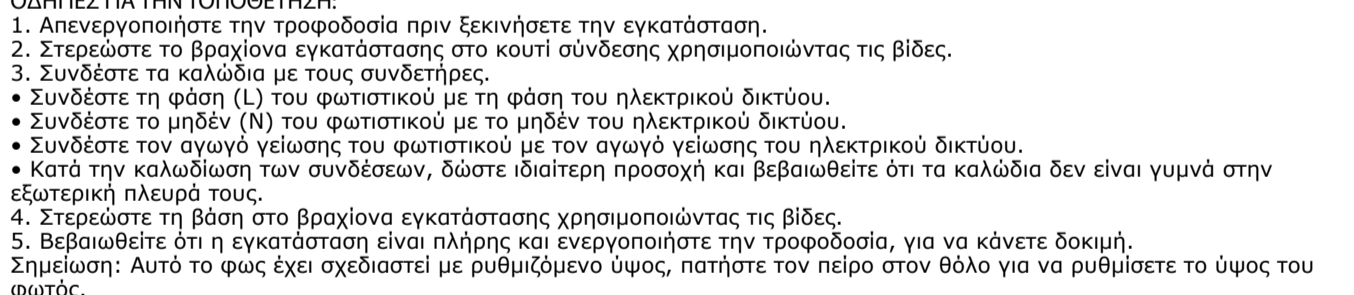 ΟΔΗΓΙΕΣ ΓΙΑ ΤΗΝ ΤΟΠΟΘΕΤΗΣΗ:
1. Απενεργοποιήστε την τροφοδοσία πριν ξεκινήσετε την εγκατάσταση.
2. Στερεώστε το βραχίονα εγκατάστασης στο κουτί σύνδεσης χρησιμοποιώντας τις βίδες.
3. Συνδέστε τα καλώδια με τους συνδετήρες.
• Συνδέστε τη φάση (L) του φωτιστικού με τη φάση του ηλεκτρικού δικτύου.
• Συνδέστε το μηδέν (N) του φωτιστικού με το μηδέν του ηλεκτρικού δικτύου.
• Συνδέστε τον αγωγό γείωσης του φωτιστικού με τον αγωγό γείωσης του ηλεκτρικού δικτύου.
• Κατά την καλωδίωση των συνδέσεων, δώστε ιδιαίτερη προσοχή και βεβαιωθείτε ότι τα καλώδια δεν είναι γυμνά στην
εξωτερική πλευρά τους.
4. Στερεώστε τη βάση στο βραχίονα εγκατάστασης χρησιμοποιώντας τις βίδες.
5. Βεβαιωθείτε ότι η εγκατάσταση είναι πλήρης και ενεργοποιήστε την τροφοδοσία, για να κάνετε δοκιμή.
Σημείωση: Αυτό το φως έχει σχεδιαστεί με ρυθμιζόμενο ύψος, πατήστε τον πείρο στον θόλο για να ρυθμίσετε το ύψος του
φωτός.